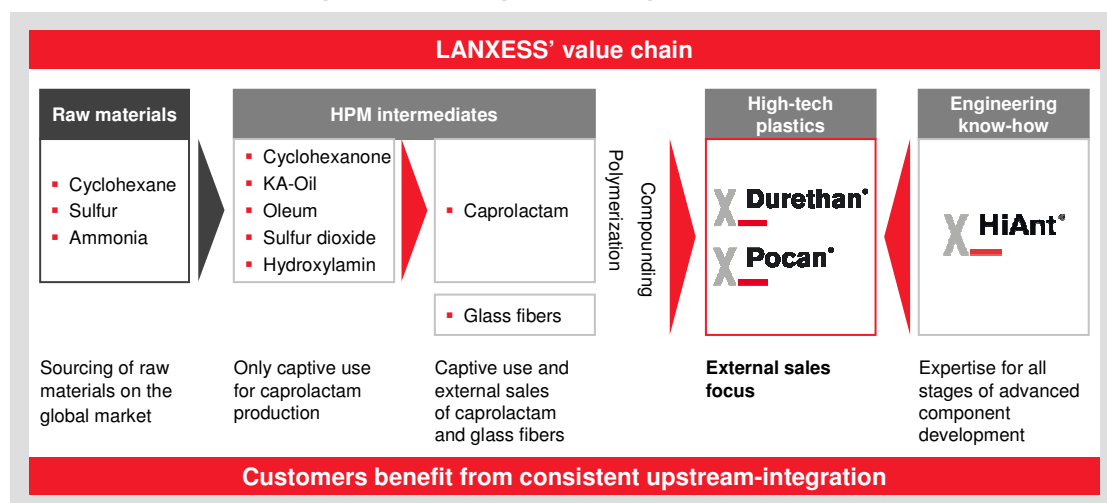 LANXESS’ value chain
Raw materials
HPM intermediates
High-tech
plastics
Engineering
know-how
▪ Cyclohexane
▪ Sulfur
▪ Ammonia
▪ Cyclohexanone
▪ KA-Oil
▪ Oleum
▪ Sulfur dioxide
▪ Hydroxylamin
▪ Caprolactam
▪ Glass fibers
Polymerization
Compounding
X_ Durethan®
X_ Pocan®
X_ HiAnt®
Sourcing of raw
materials on the
global market
Only captive use
for caprolactam
production
Captive use and
external sales
of caprolactam
and glass fibers
External sales
focus
Expertise for all
stages of advanced
component
development
Customers benefit from consistent upstream-integration